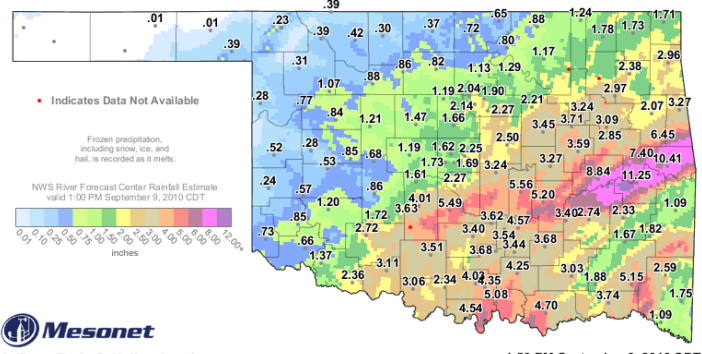 .39
.01 .01 .23 .39 .42 .30 .37 .72 .65 .88 1.24 1.78 1.73 1.71
.39 .31 .86 .82 .80 1.17 2.96
1.07 .88 1.13 1.29 2.38
.28 .77 1.19 2.04 1.90 2.21 2.97
.84 1.21 1.47 2.14 1.66 2.27 3.24 2.07 3.27
3.45 3.71 3.09
.52 .28 .85 .68 1.19 1.62 2.25 2.50 3.59 2.85 6.45
.53 1.73 1.69 3.24 3.27 7.40 10.41
.24 .57 .86 1.61 2.27 8.84 11.25
1.20 4.01 5.49 5.56 5.20 1.09
.85 1.72 3.63 3.62 4.57 3.40 2.74 2.33
.73 .66 2.72 3.40 3.54 3.68 1.67 1.82
1.37 3.51 3.68 3.44
3.11 4.25 3.03 2.59
2.36 3.06 2.34 4.03 4.35 1.88 5.15
5.08 3.74 1.75
4.54 4.70 1.09
Indicates Data Not Available
Frozen precipitation,
including snow, ice, and
hail, is recorded as it melts.
NWS River Forecast Center Rainfall Estimate
valid 1:00 PM September 9, 2010 CDT
0.01 0.10 0.25 0.50 0.75 1.00 1.50 2.00 2.50 3.00 4.00 5.00 6.00 8.00 12.00+
inches
Mesonet